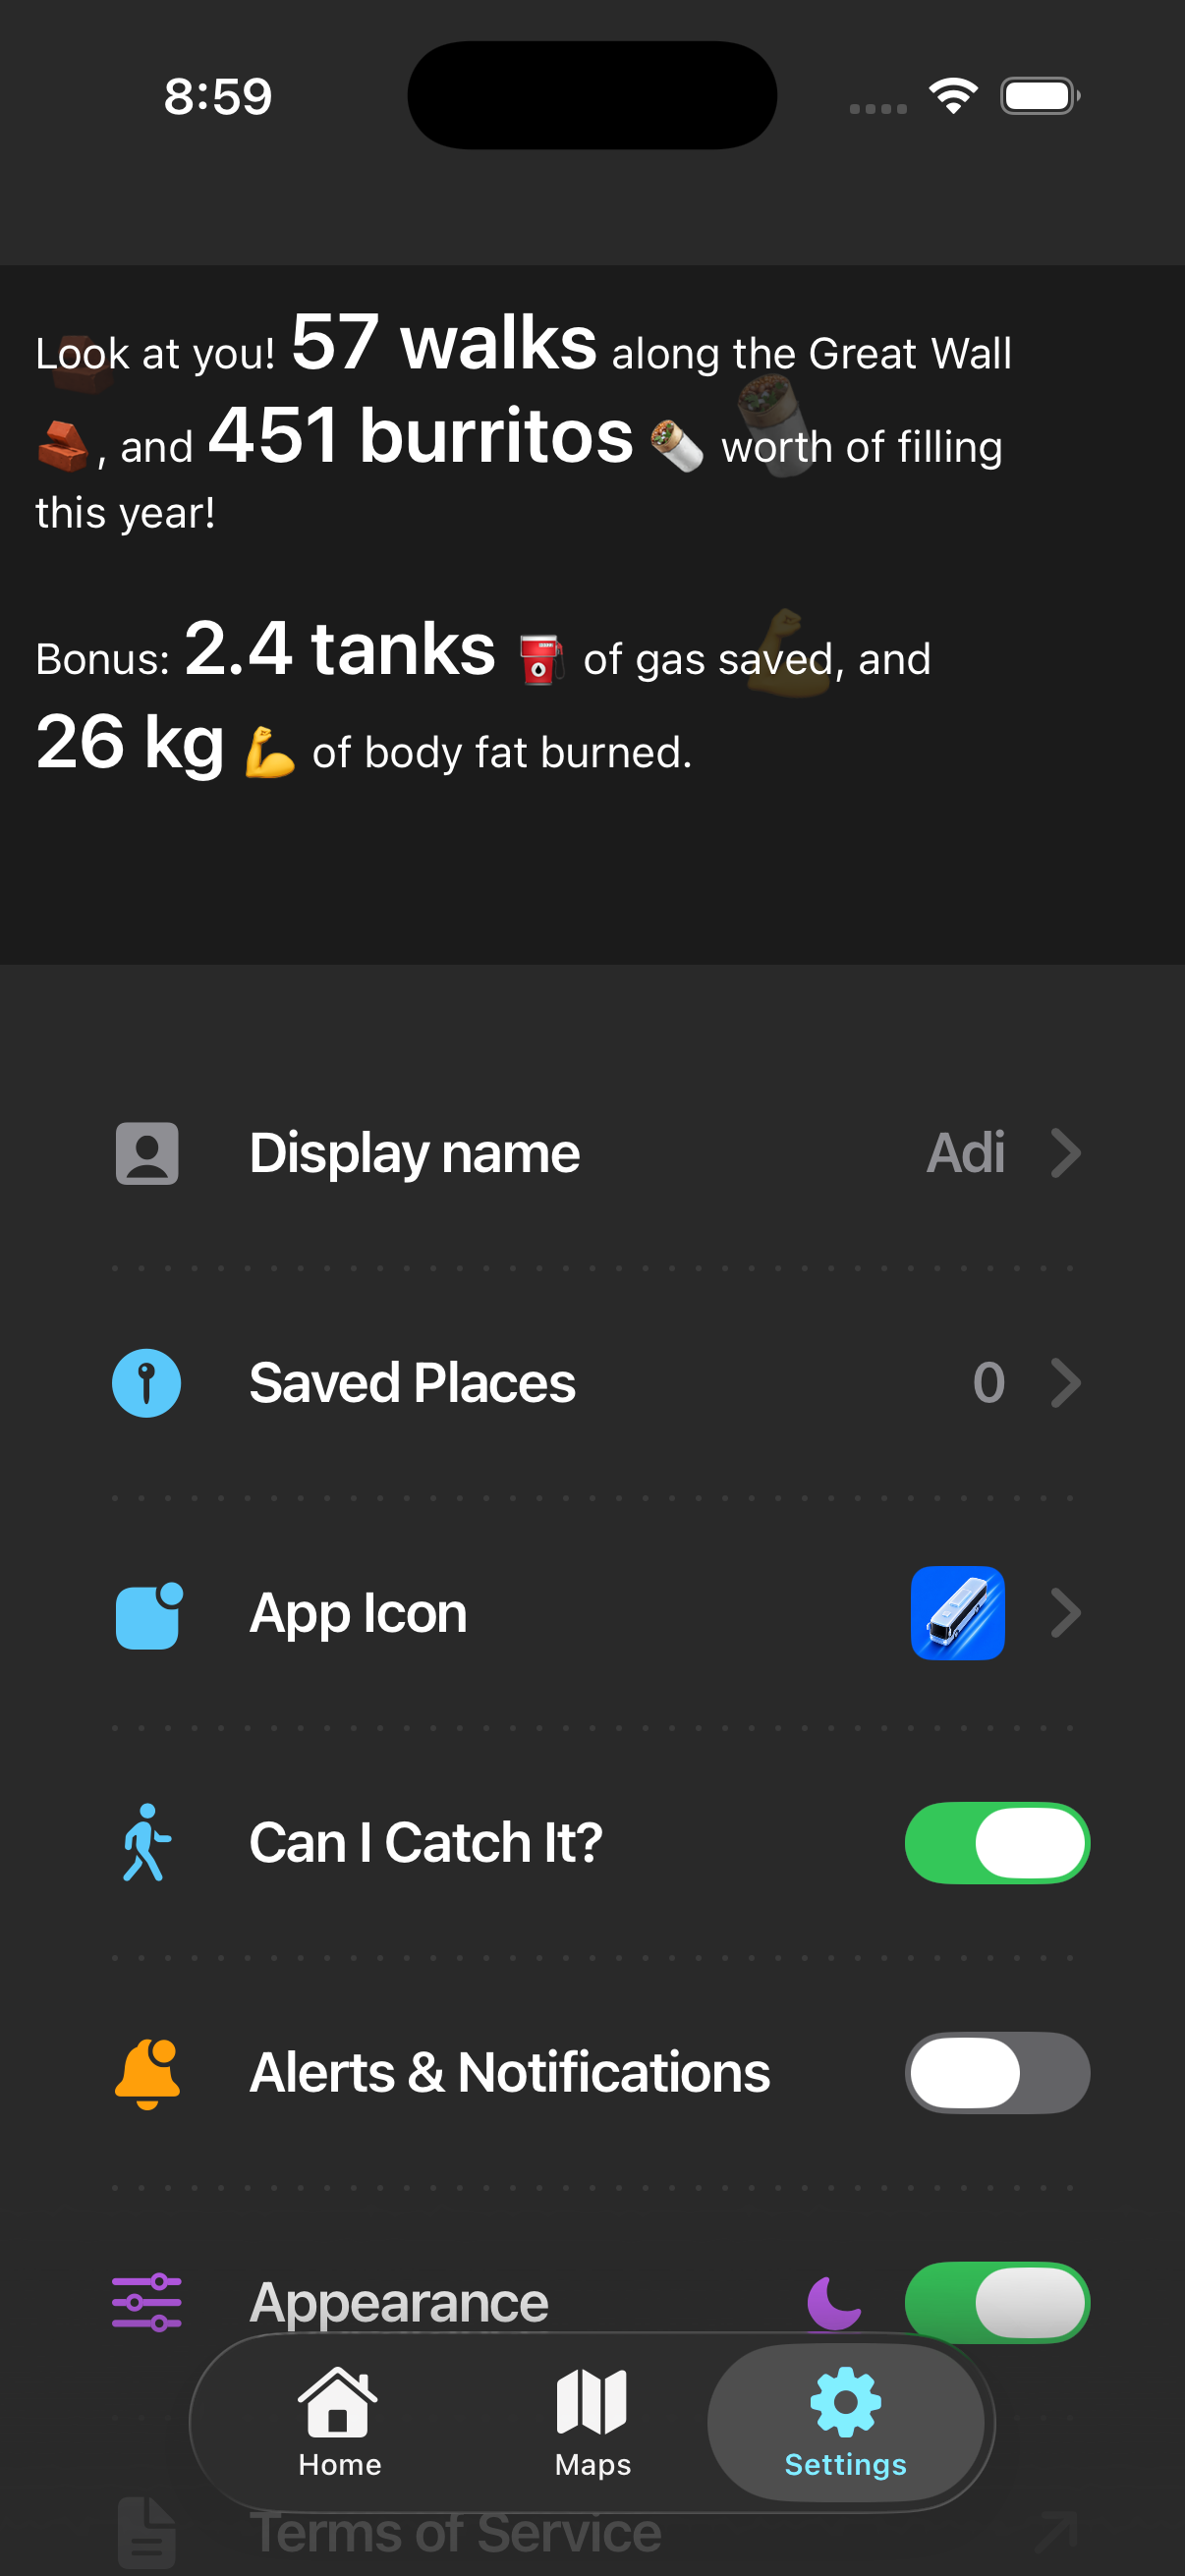 8:59
Look at you! 57 walks along the Great Wall
🧱, and 451 burritos 🌯 worth of filling
this year!
Bonus: 2.4 tanks ⛽ of gas saved, and
26 kg 💪 of body fat burned.
Display name Adi
Saved Places 0
App Icon
Can I Catch It?
Alerts & Notifications
Appearance
Home Maps Settings
Terms of Service